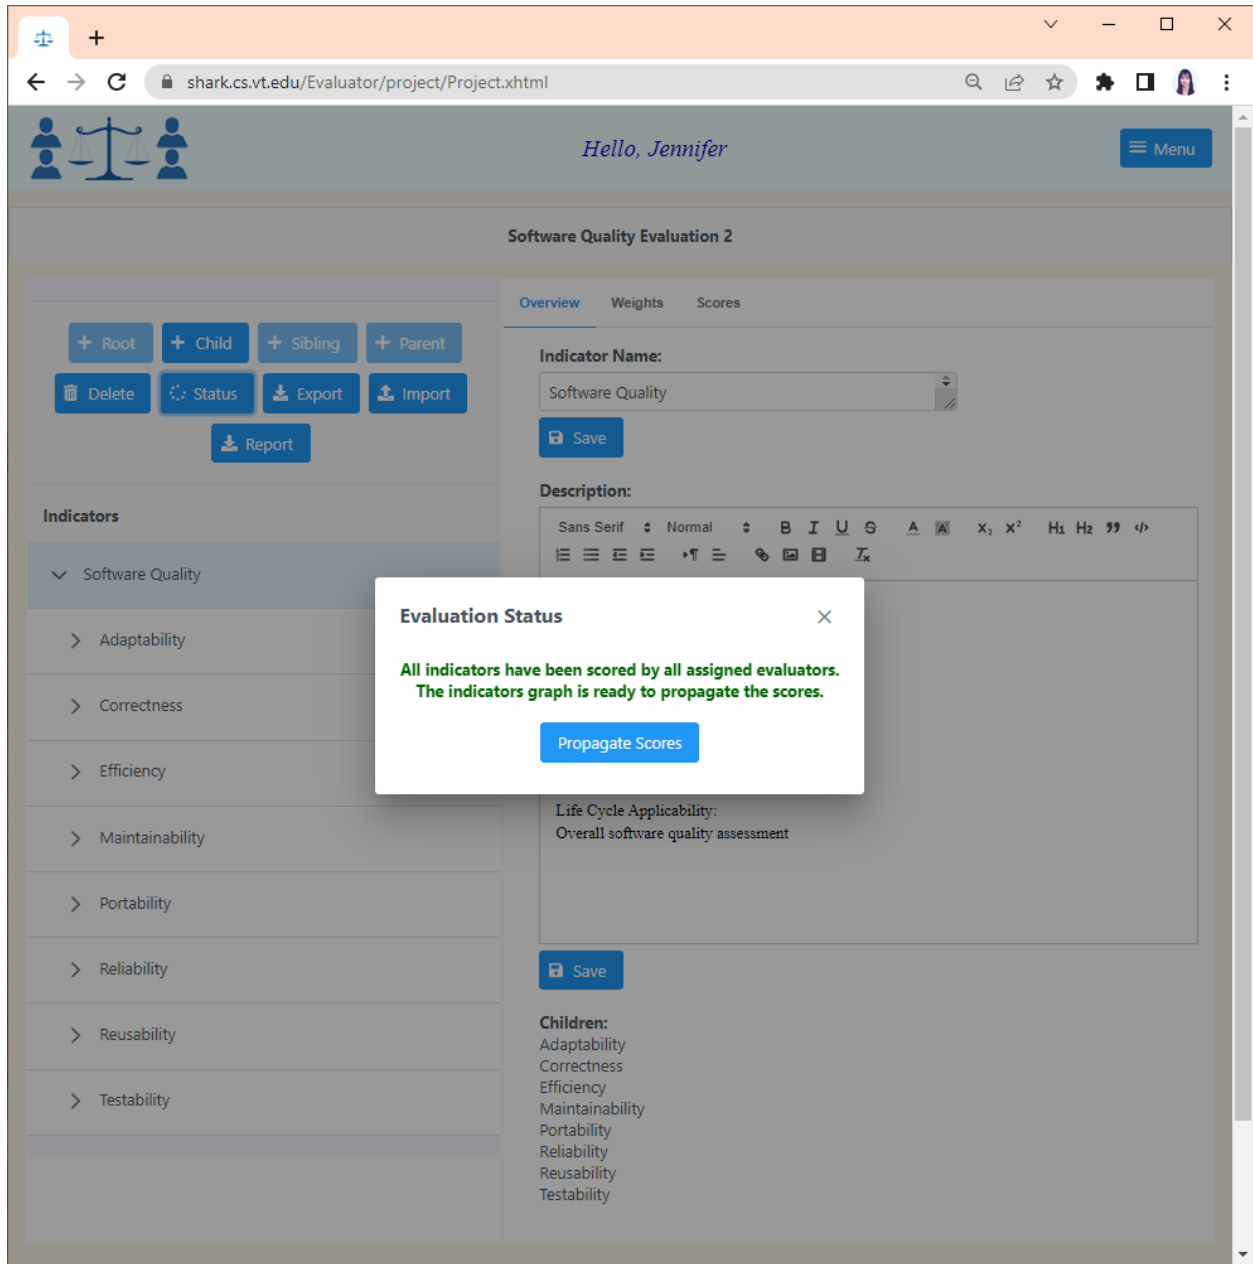 shark.cs.vt.edu/Evaluator/project/Project.xhtml
Hello, Jennifer
Menu
Software Quality Evaluation 2
Root
Child
Sibling
Parent
Delete
Status
Export
Import
Report
Indicators
Software Quality
Adaptability
Correctness
Efficiency
Maintainability
Portability
Reliability
Reusability
Testability
Overview Weights Scores
Indicator Name:
Software Quality
Save
Description:
Sans Serif Normal B I U S A A X₂ X² H1 H2
Evaluation Status
All indicators have been scored by all assigned evaluators.
The indicators graph is ready to propagate the scores.
Propagate Scores
Life Cycle Applicability:
Overall software quality assessment
Save
Children:
Adaptability
Correctness
Efficiency
Maintainability
Portability
Reliability
Reusability
Testability